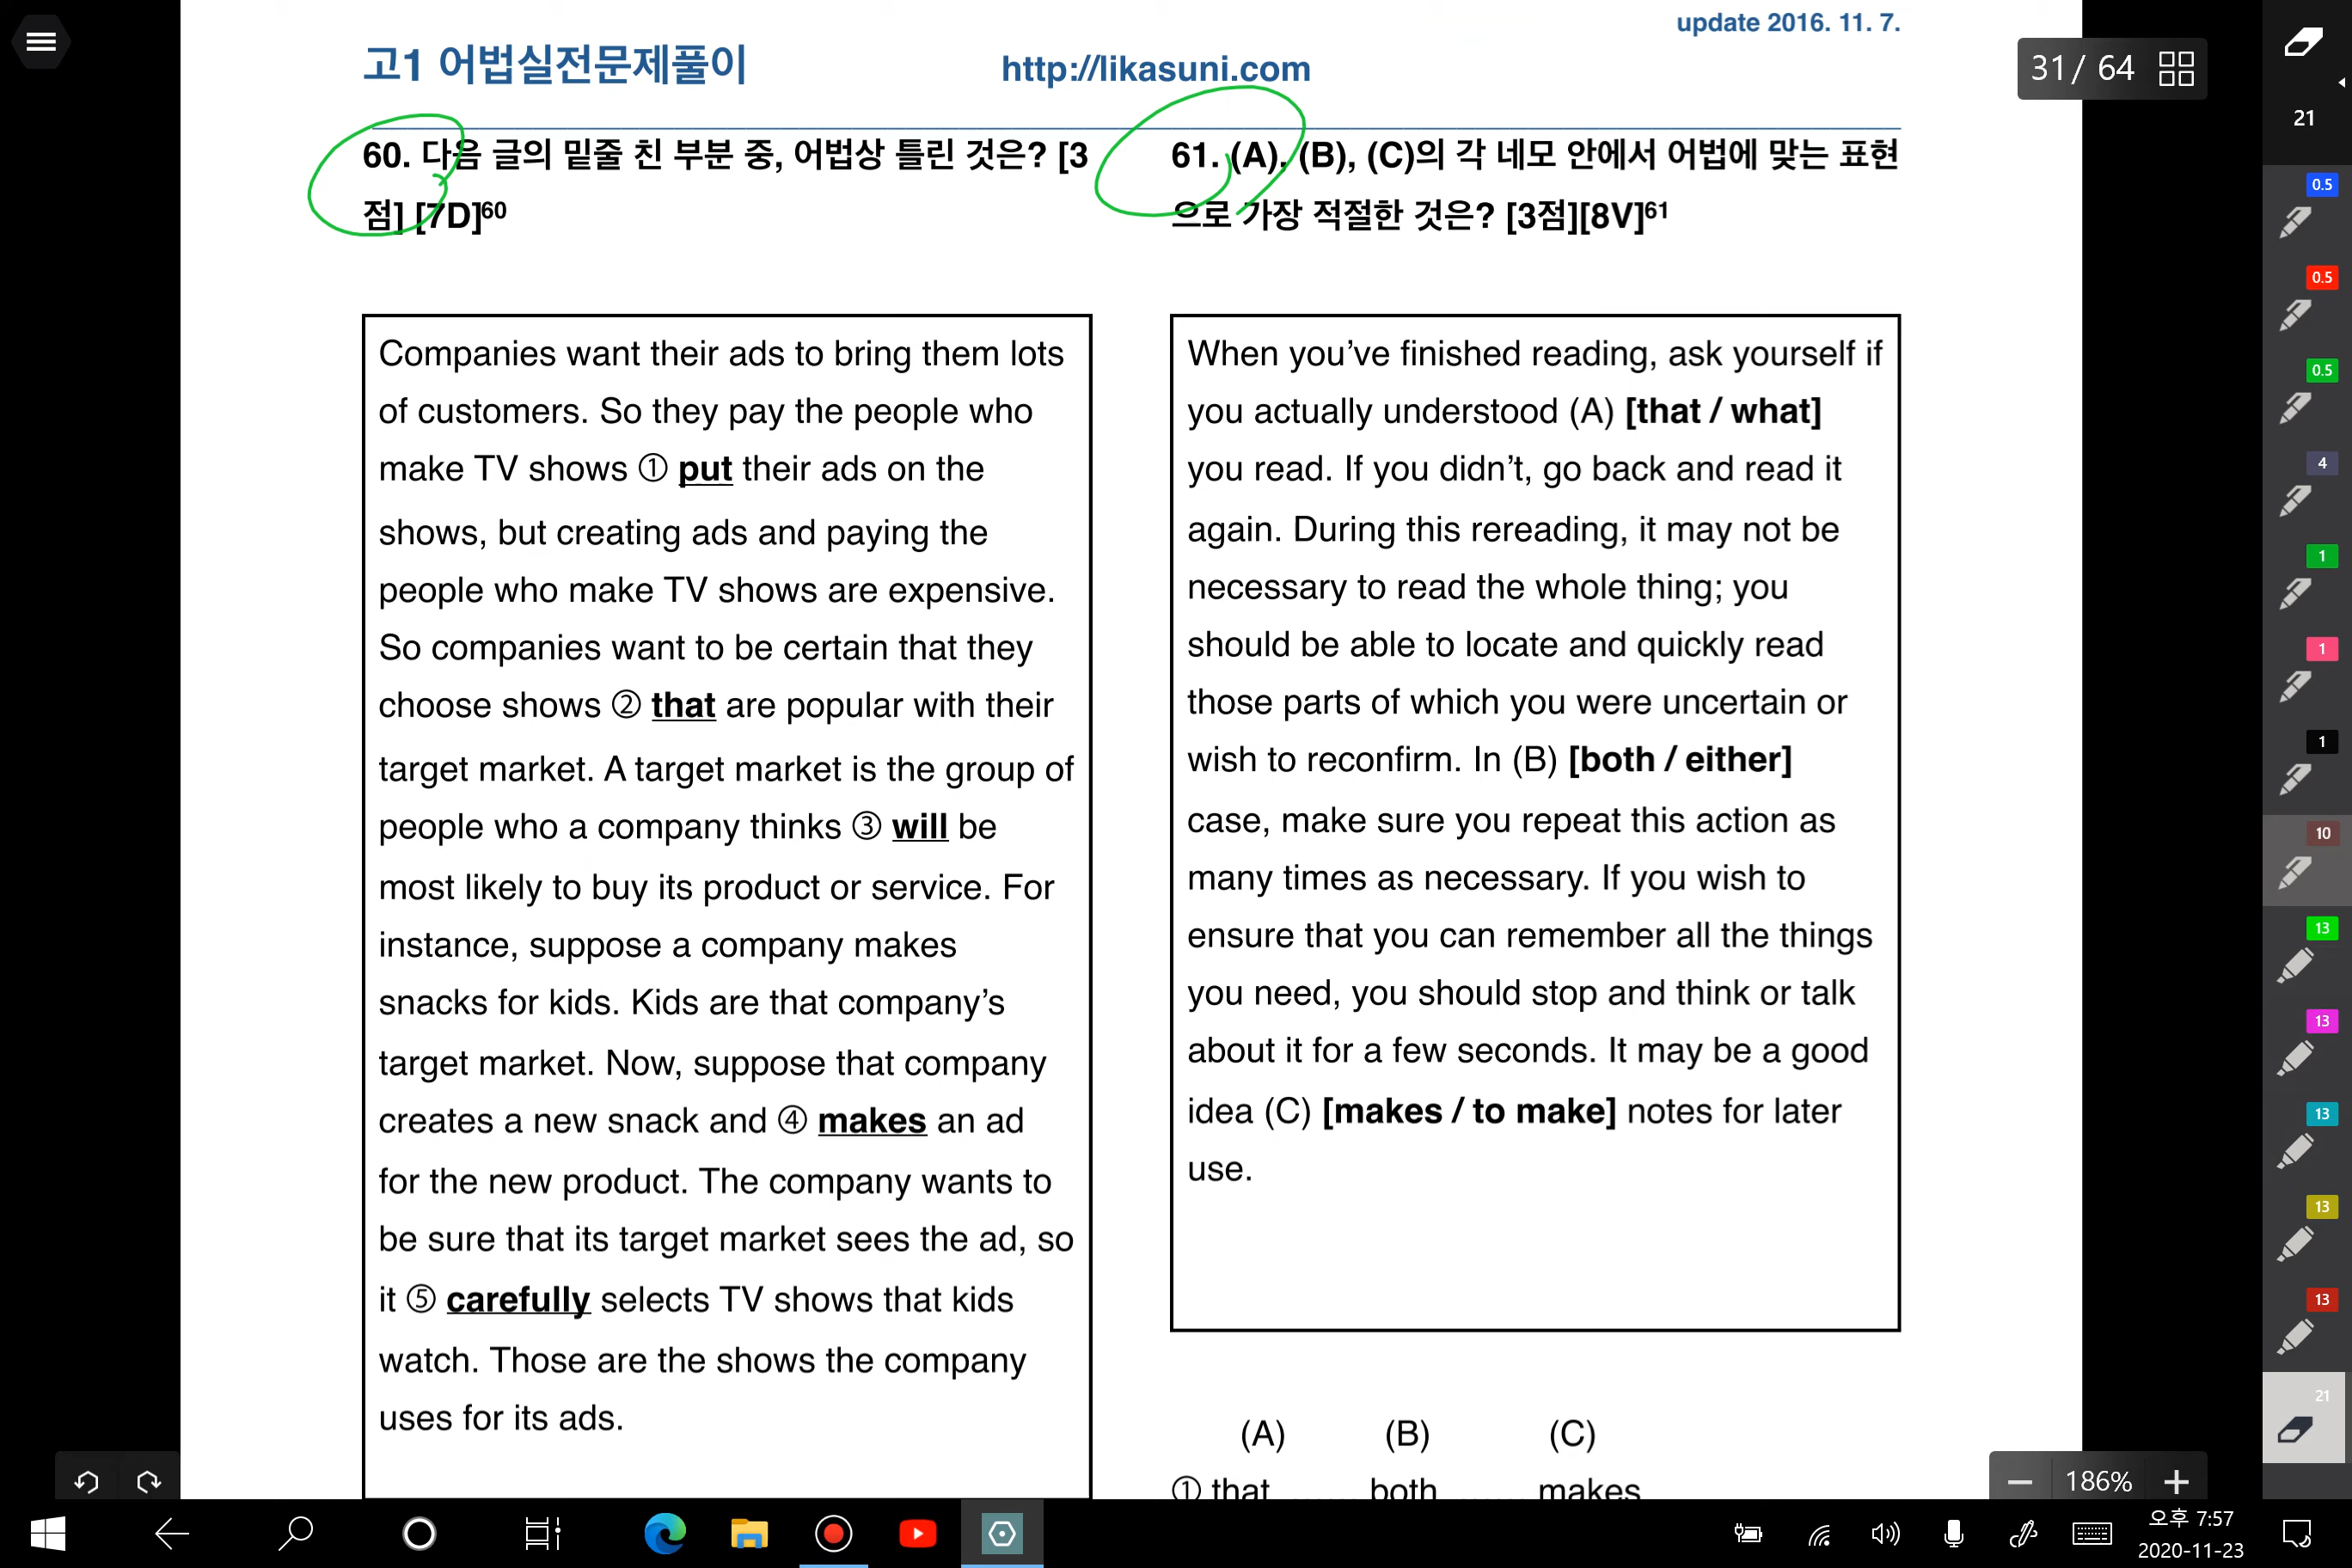 update 2016. 11. 7.
고1 어법실전문제풀이
http://likasuni.com
31/ 64
60. 다음 글의 밑줄 친 부분 중, 어법상 틀린 것은? [3
점] [7D]60
Companies want their ads to bring them lots
of customers. So they pay the people who
make TV shows ① put their ads on the
shows, but creating ads and paying the
people who make TV shows are expensive.
So companies want to be certain that they
choose shows ② that are popular with their
target market. A target market is the group of
people who a company thinks ③ will be
most likely to buy its product or service. For
instance, suppose a company makes
snacks for kids. Kids are that company’s
target market. Now, suppose that company
creates a new snack and ④ makes an ad
for the new product. The company wants to
be sure that its target market sees the ad, so
it ⑤ carefully selects TV shows that kids
watch. Those are the shows the company
uses for its ads.
61. (A), (B), (C)의 각 네모 안에서 어법에 맞는 표현
으로 가장 적절한 것은? [3점][8V]61
When you’ve finished reading, ask yourself if
you actually understood (A) [that / what]
you read. If you didn’t, go back and read it
again. During this rereading, it may not be
necessary to read the whole thing; you
should be able to locate and quickly read
those parts of which you were uncertain or
wish to reconfirm. In (B) [both / either]
case, make sure you repeat this action as
many times as necessary. If you wish to
ensure that you can remember all the things
you need, you should stop and think or talk
about it for a few seconds. It may be a good
idea (C) [makes / to make] notes for later
use.
(A) (B) (C)
① that both makes
21
0.5
0.5
0.5
4
1
1
1
10
13
13
13
13
13
21
186%
오후 7:57
2020-11-23